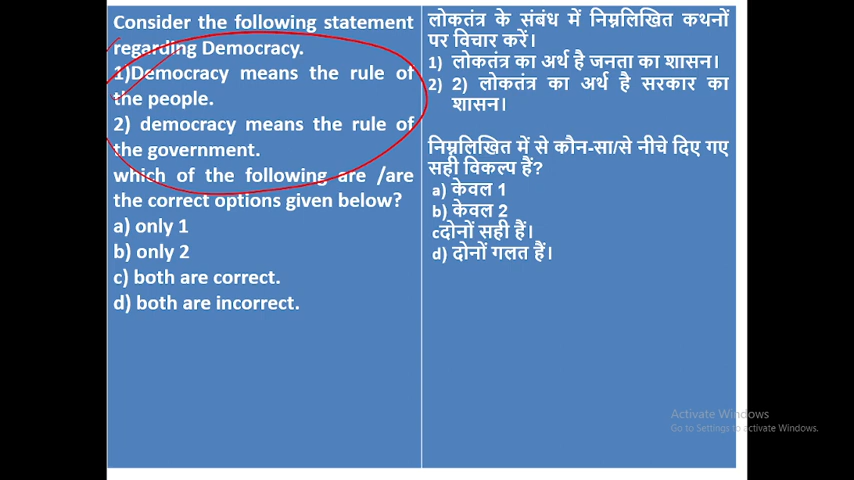 Consider the following statement
regarding Democracy.
1)Democracy means the rule of
the people.
2) democracy means the rule of
the government.
which of the following are /are
the correct options given below?
a) only 1
b) only 2
c) both are correct.
d) both are incorrect.
लोकतंत्र के संबंध में निम्नलिखित कथनों
पर विचार करें।
1) लोकतंत्र का अर्थ है जनता का शासन।
2) 2) लोकतंत्र का अर्थ है सरकार का
शासन।
निम्नलिखित में से कौन-सा/से नीचे दिए गए
सही विकल्प हैं?
a) केवल 1
b) केवल 2
cदोनों सही हैं।
d) दोनों गलत हैं।
Activate Windows
Go to Settings to activate Windows.